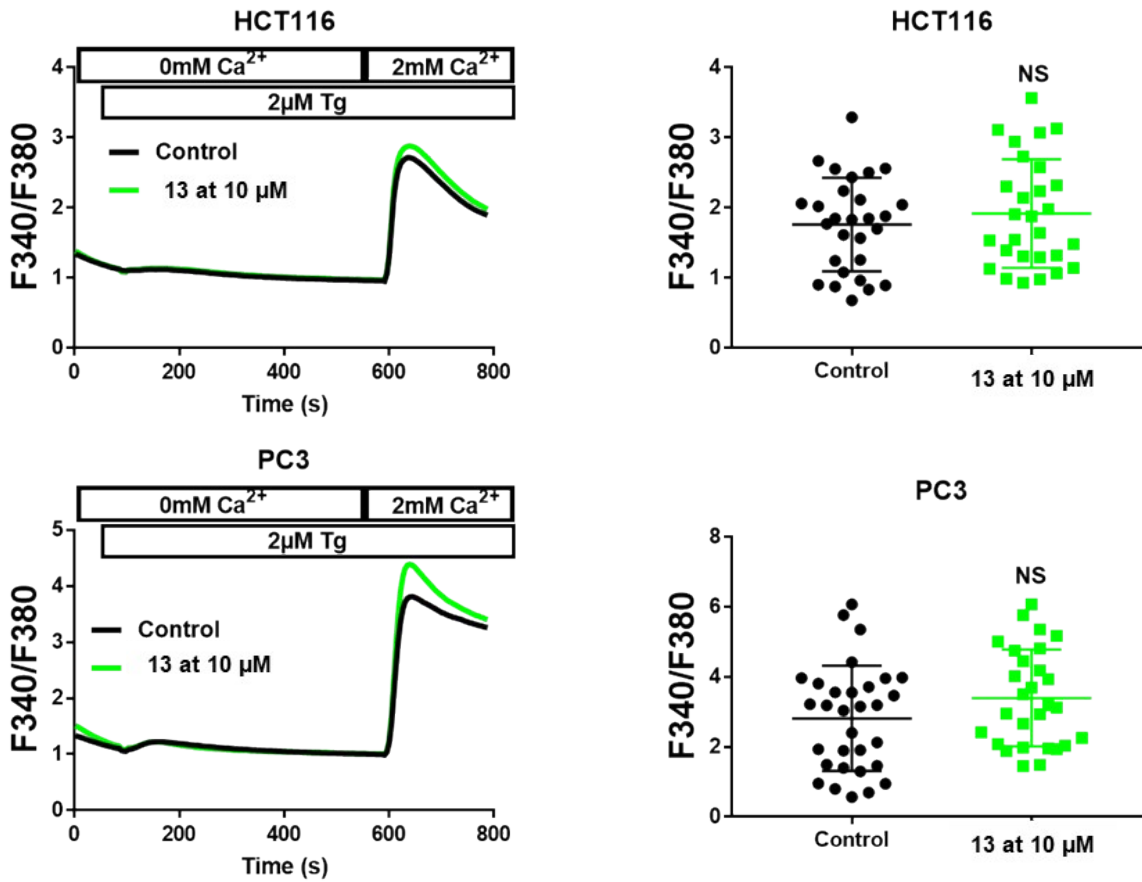 HCT116
0mM Ca²⁺ 2mM Ca²⁺
2µM Tg
Control
13 at 10 µM
F340/F380
4
3
2
1
0
0 200 400 600 800
Time (s)
HCT116
NS
F340/F380
4
3
2
1
0
Control 13 at 10 µM
PC3
0mM Ca²⁺ 2mM Ca²⁺
2µM Tg
Control
13 at 10 µM
F340/F380
5
4
3
2
1
0
0 200 400 600 800
Time (s)
PC3
NS
F340/F380
8
6
4
2
0
Control 13 at 10 µM